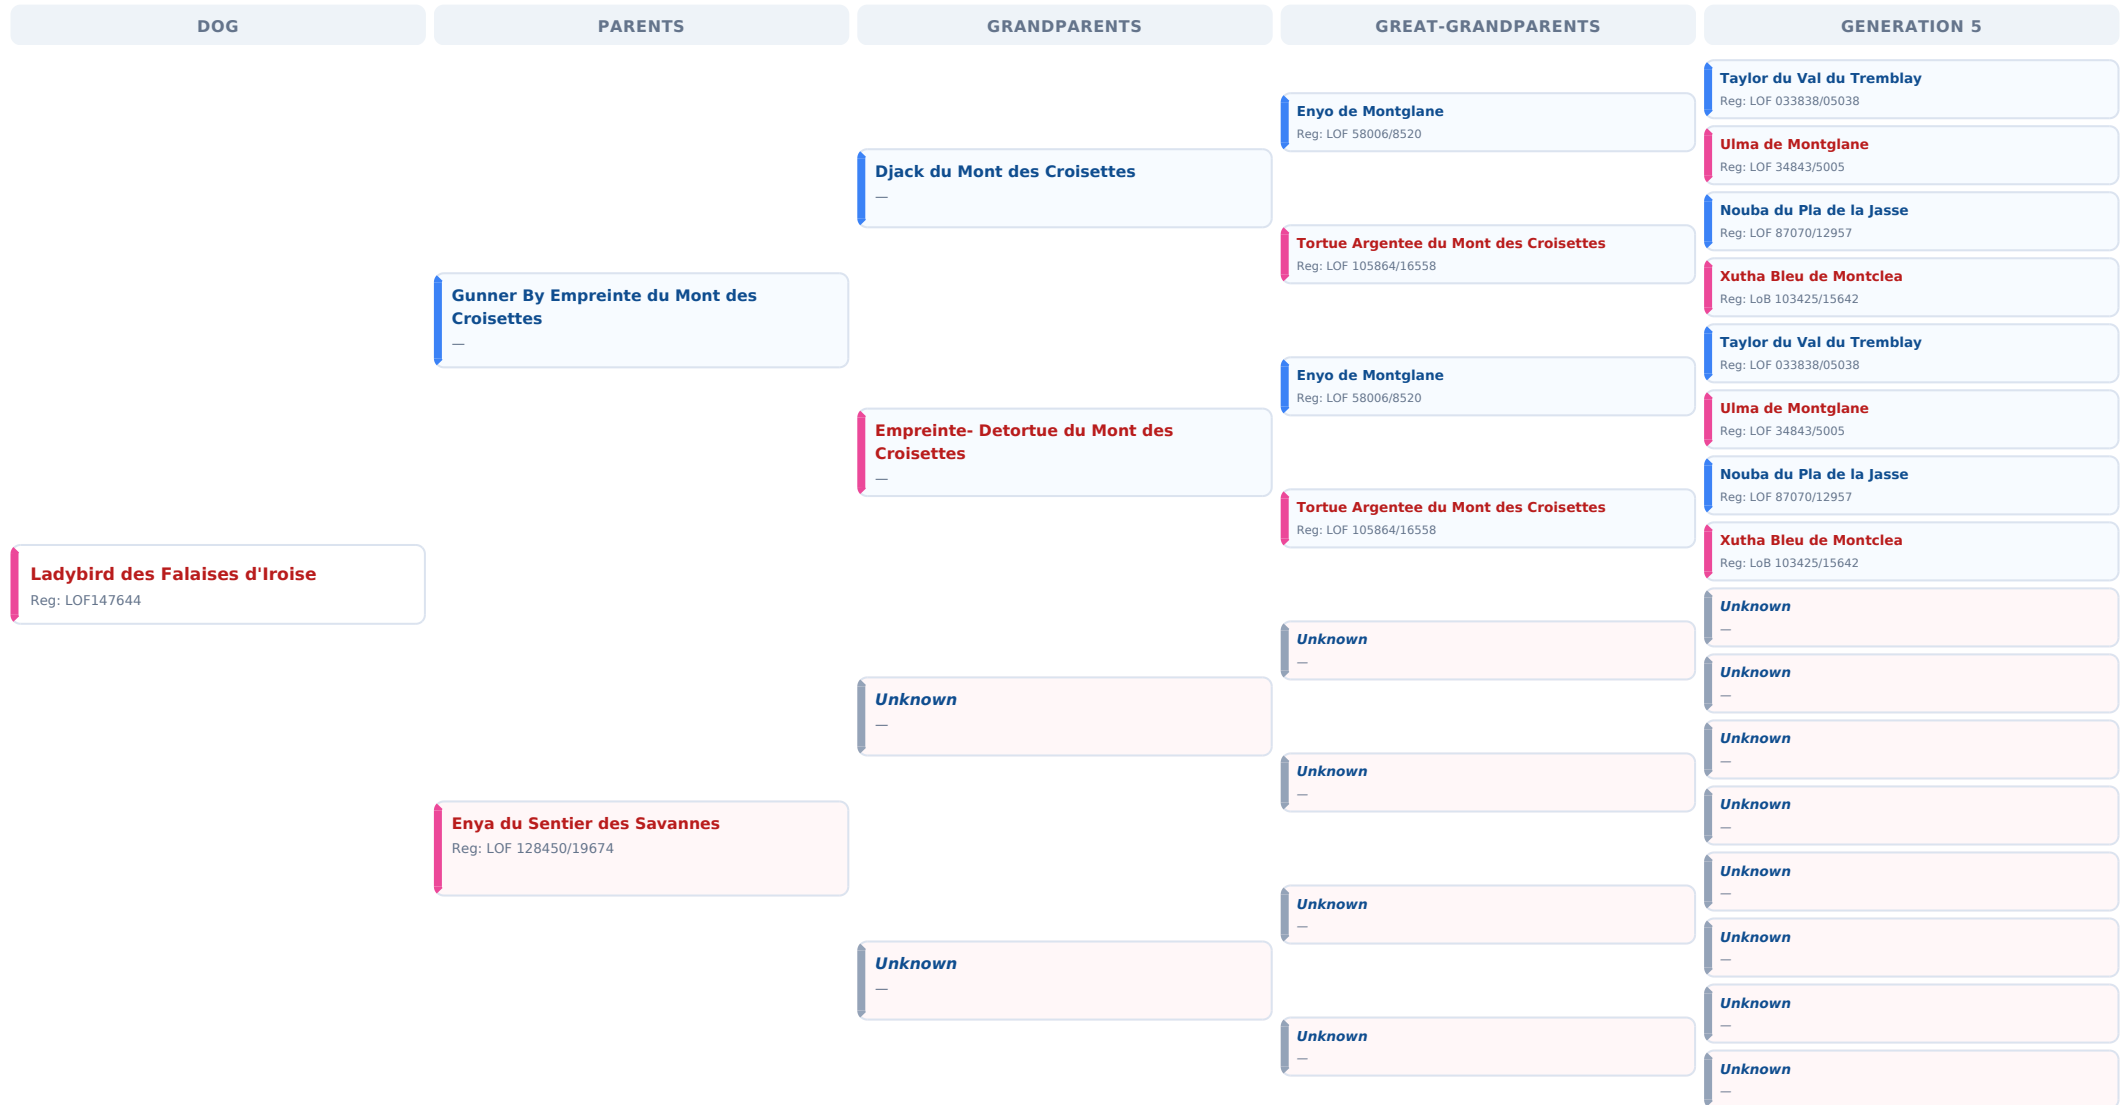 DOG
PARENTS
GRANDPARENTS
GREAT-GRANDPARENTS
GENERATION 5
Ladybird des Falaises d'Iroise
Reg: LOF147644
Gunner By Empreinte du Mont des
Croisettes
—
Enya du Sentier des Savannes
Reg: LOF 128450/19674
Djack du Mont des Croisettes
—
Empreinte- Detortue du Mont des
Croisettes
—
Unknown
—
Unknown
—
Enyo de Montglane
Reg: LOF 58006/8520
Tortue Argentee du Mont des Croisettes
Reg: LOF 105864/16558
Enyo de Montglane
Reg: LOF 58006/8520
Tortue Argentee du Mont des Croisettes
Reg: LOF 105864/16558
Unknown
—
Unknown
—
Unknown
—
Unknown
—
Taylor du Val du Tremblay
Reg: LOF 033838/05038
Ulma de Montglane
Reg: LOF 34843/5005
Nouba du Pla de la Jasse
Reg: LOF 87070/12957
Xutha Bleu de Montclea
Reg: LoB 103425/15642
Taylor du Val du Tremblay
Reg: LOF 033838/05038
Ulma de Montglane
Reg: LOF 34843/5005
Nouba du Pla de la Jasse
Reg: LOF 87070/12957
Xutha Bleu de Montclea
Reg: LoB 103425/15642
Unknown
—
Unknown
—
Unknown
—
Unknown
—
Unknown
—
Unknown
—
Unknown
—
Unknown
—